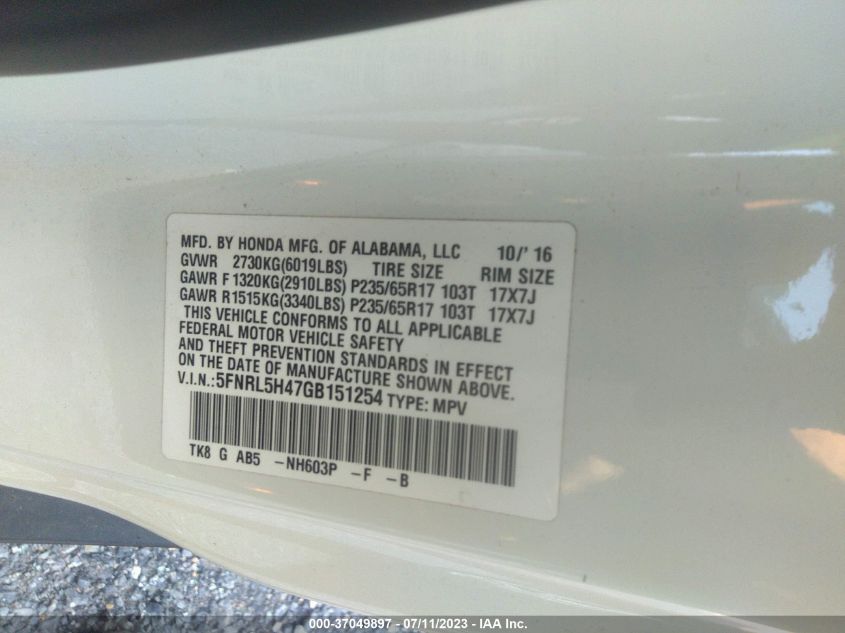 MFD. BY HONDA MFG. OF ALABAMA, LLC 10/'16
GVWR 2730KG(6019LBS) TIRE SIZE RIM SIZE
GAWR F1320KG(2910LBS) P235/65R17 103T 17X7J
GAWR R1515KG(3340LBS) P235/65R17 103T 17X7J
THIS VEHICLE CONFORMS TO ALL APPLICABLE
FEDERAL MOTOR VEHICLE SAFETY
AND THEFT PREVENTION STANDARDS IN EFFECT
ON THE DATE OF MANUFACTURE SHOWN ABOVE.
V.I.N.:5FNRL5H47GB151254 TYPE: MPV
TK8 G AB5 -NH603P -F -B
000-37049897 - 07/11/2023 - IAA Inc.